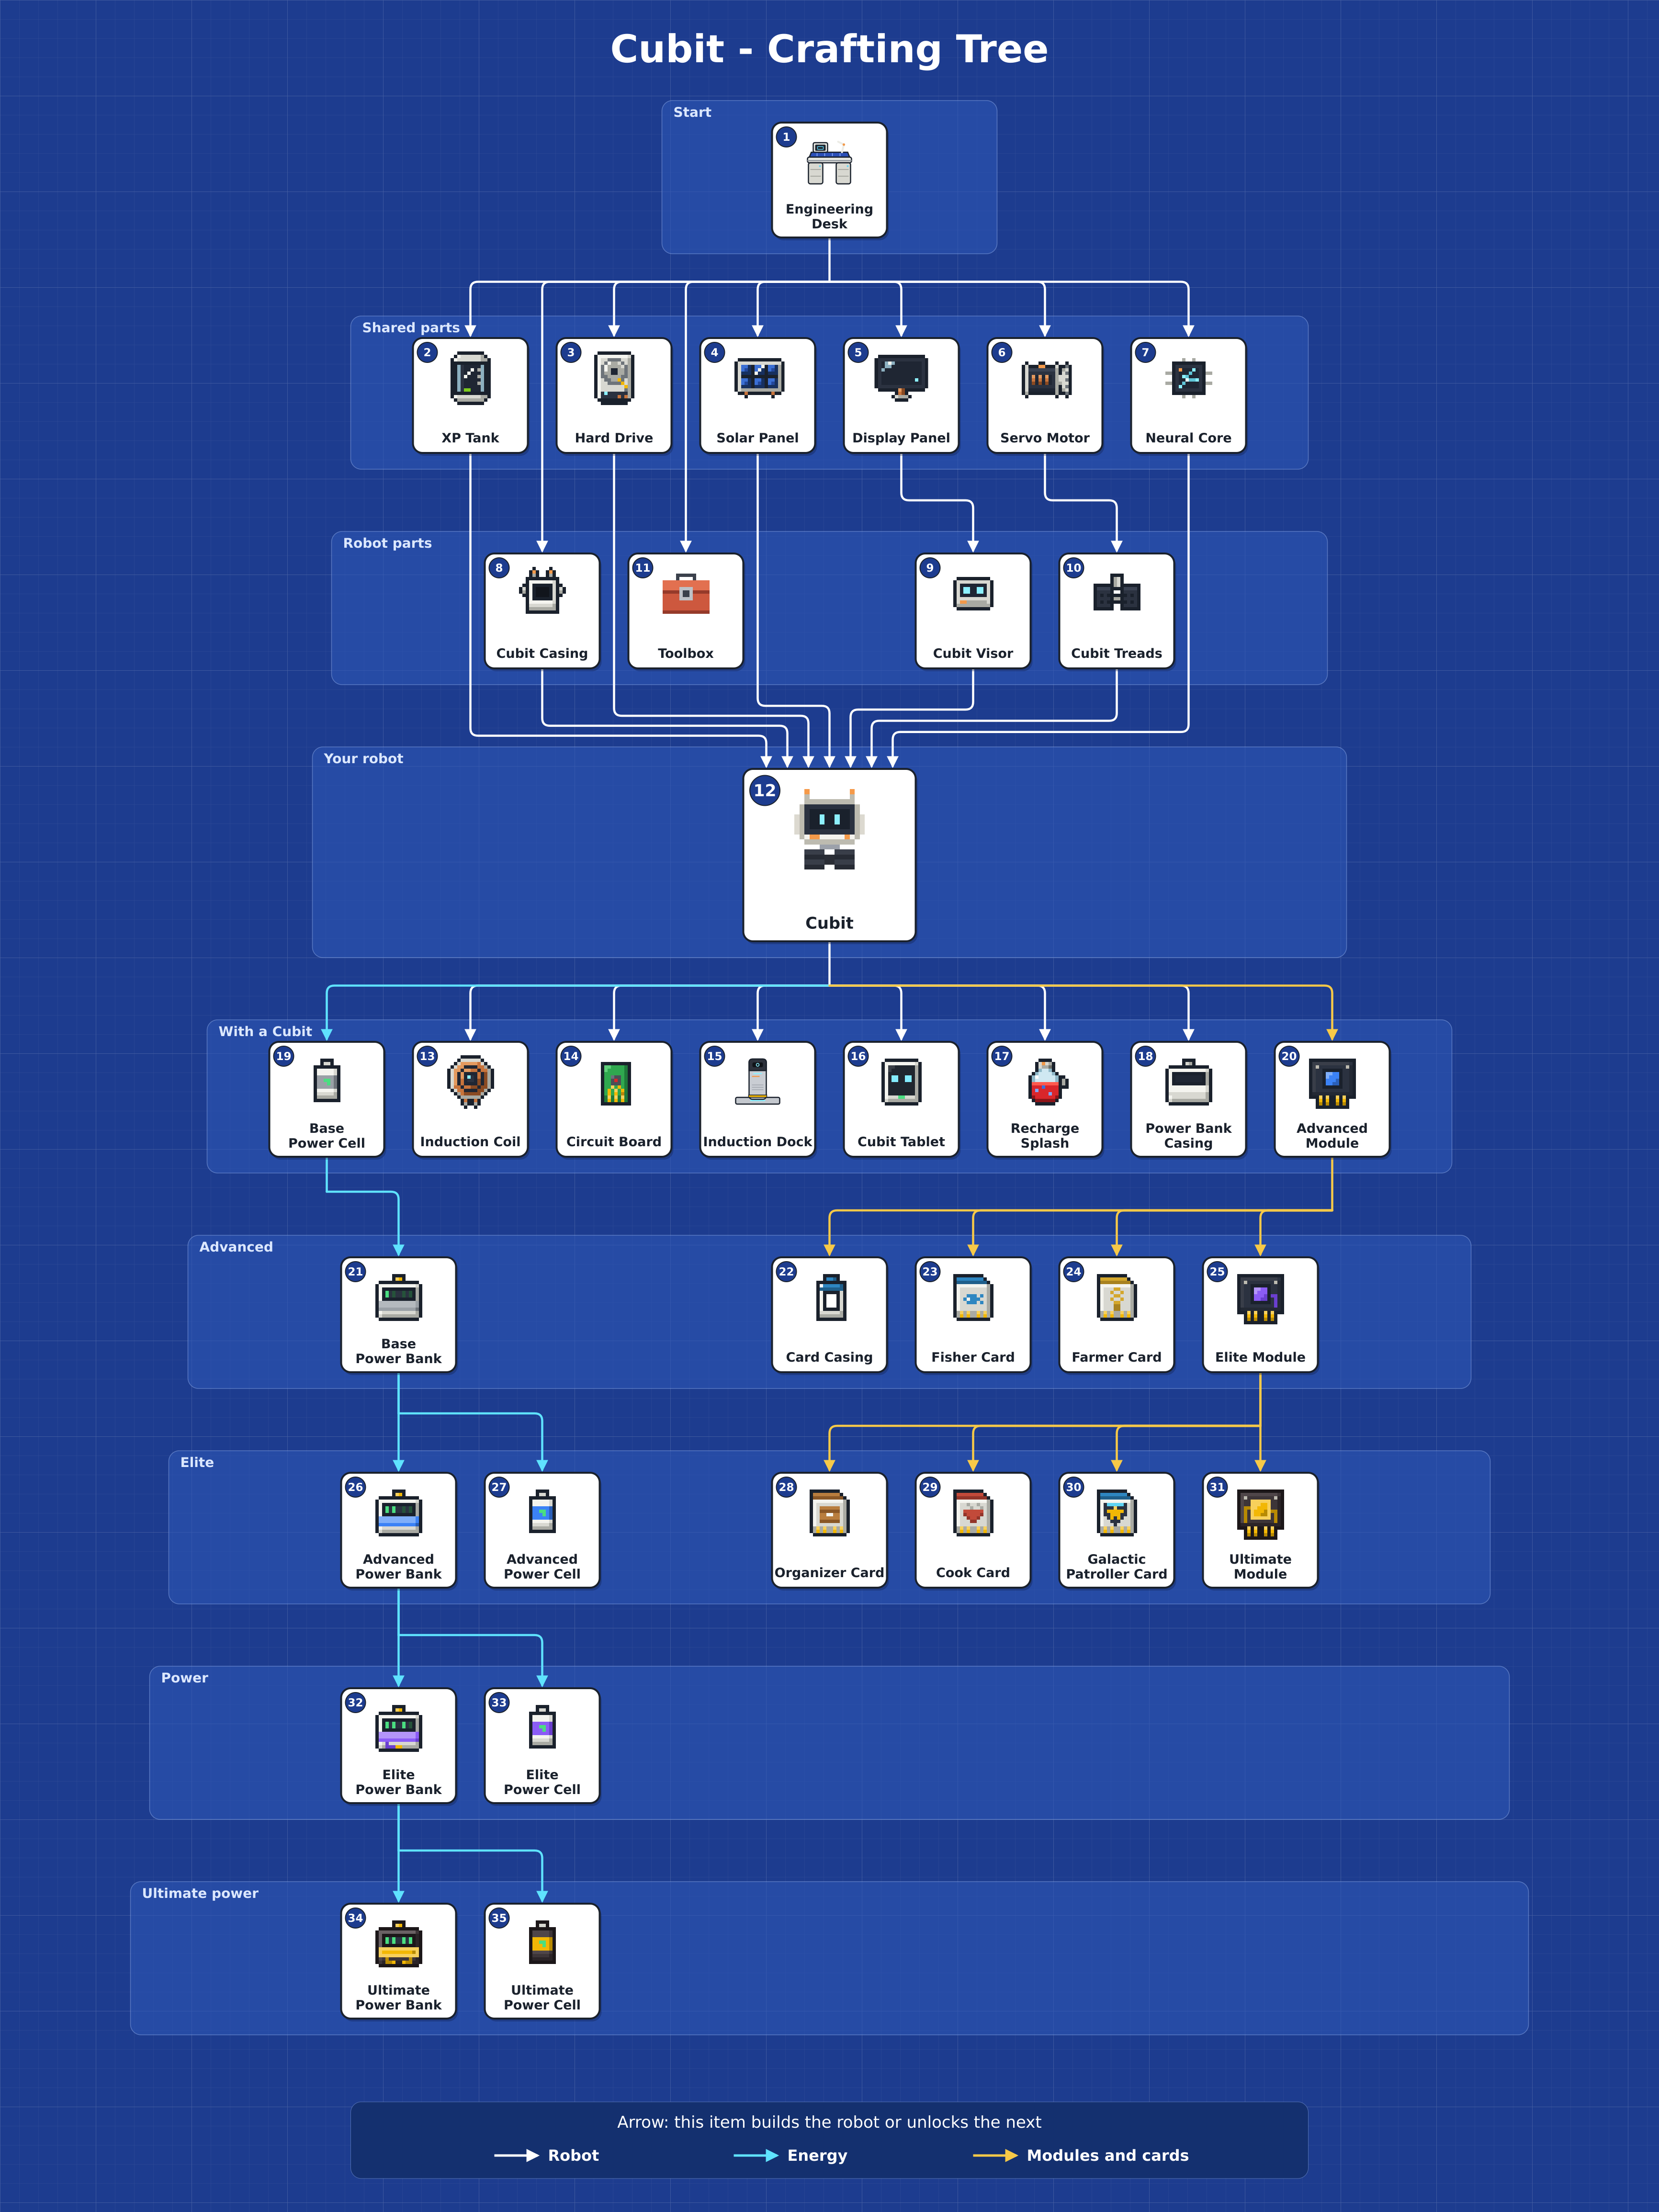 Cubit - Crafting Tree
Start
1
Engineering
Desk
Shared parts
2
XP Tank
3
Hard Drive
4
Solar Panel
5
Display Panel
6
Servo Motor
7
Neural Core
Robot parts
8
Cubit Casing
11
Toolbox
9
Cubit Visor
10
Cubit Treads
Your robot
12
Cubit
With a Cubit
19
Base
Power Cell
13
Induction Coil
14
Circuit Board
15
Induction Dock
16
Cubit Tablet
17
Recharge
Splash
18
Power Bank
Casing
20
Advanced
Module
Advanced
21
Base
Power Bank
22
Card Casing
23
Fisher Card
24
Farmer Card
25
Elite Module
Elite
26
Advanced
Power Bank
27
Advanced
Power Cell
28
Organizer Card
29
Cook Card
30
Galactic
Patroller Card
31
Ultimate
Module
Power
32
Elite
Power Bank
33
Elite
Power Cell
Ultimate power
34
Ultimate
Power Bank
35
Ultimate
Power Cell
Arrow: this item builds the robot or unlocks the next
Robot
Energy
Modules and cards